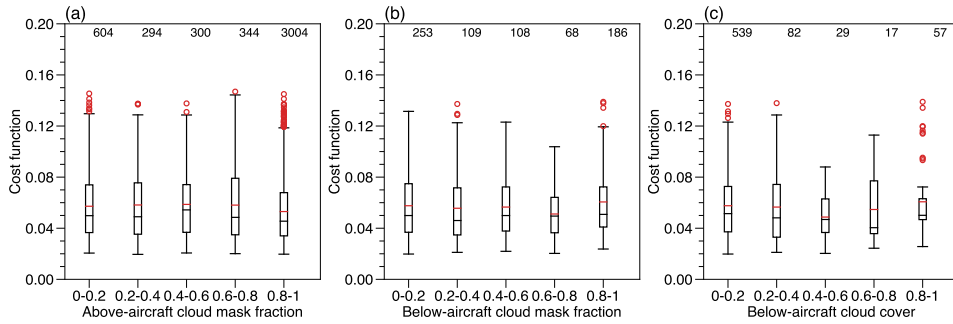 (a)
0.20
604 294 300 344 3004
0.16
0.12
0.08
0.04
0.00
Cost function
0-0.2 0.2-0.4 0.4-0.6 0.6-0.8 0.8-1
Above-aircraft cloud mask fraction
(b)
0.20
253 109 108 68 186
0.16
0.12
0.08
0.04
0.00
Cost function
0-0.2 0.2-0.4 0.4-0.6 0.6-0.8 0.8-1
Below-aircraft cloud mask fraction
(c)
0.20
539 82 29 17 57
0.16
0.12
0.08
0.04
0.00
Cost function
0-0.2 0.2-0.4 0.4-0.6 0.6-0.8 0.8-1
Below-aircraft cloud cover